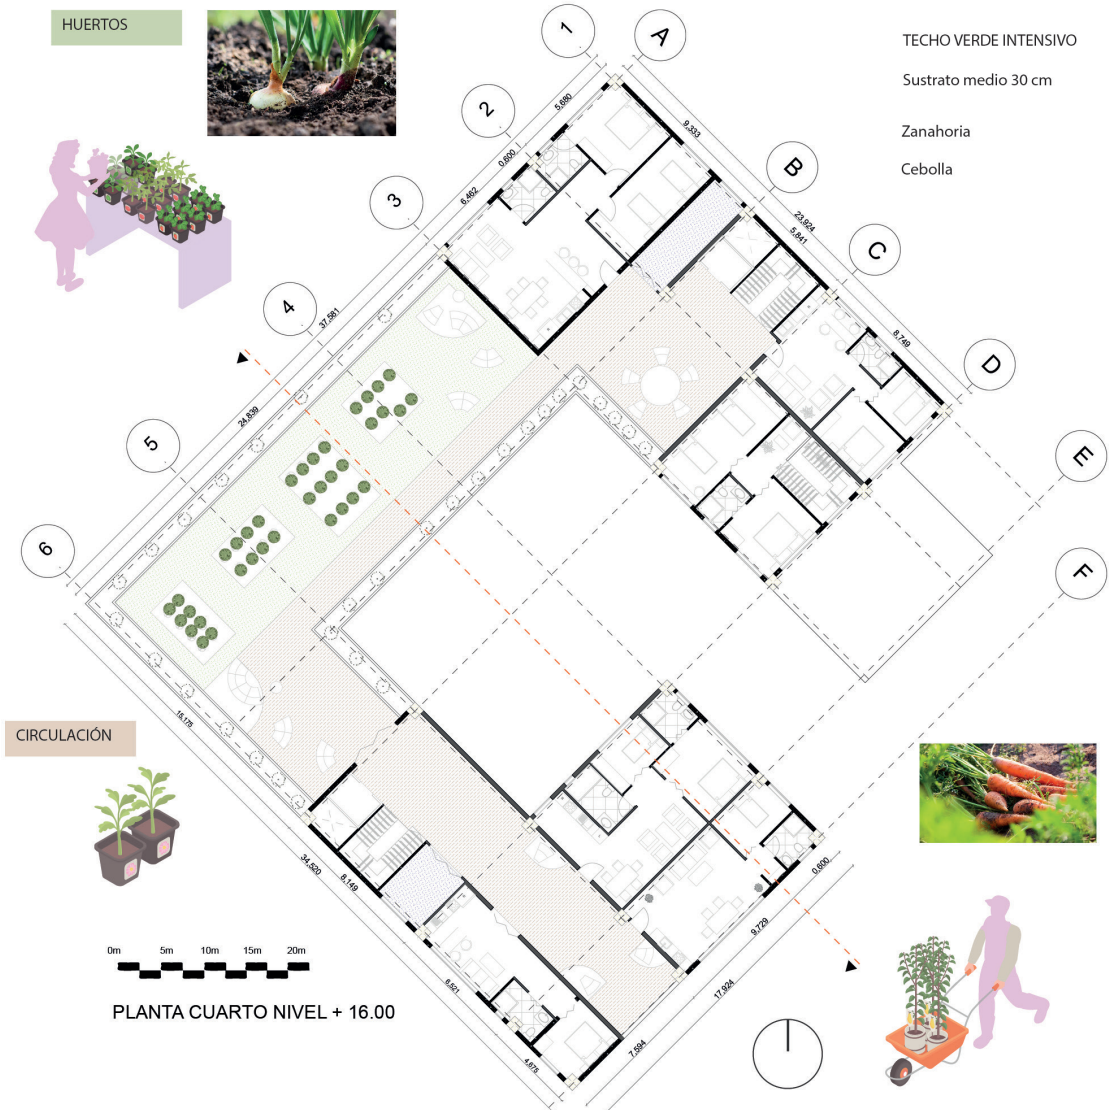 HUERTOS
TECHO VERDE INTENSIVO
Sustrato medio 30 cm
Zanahoria
Cebolla
1
A
2
B
3
C
4
D
5
E
6
F
5,680
0,600
6,462
9,333
23,924
5,841
8,749
37,581
24,839
15,175
34,520
8,149
6,521
4,675
7,594
17,924
9,729
0,600
CIRCULACIÓN
0m 5m 10m 15m 20m
PLANTA CUARTO NIVEL + 16.00